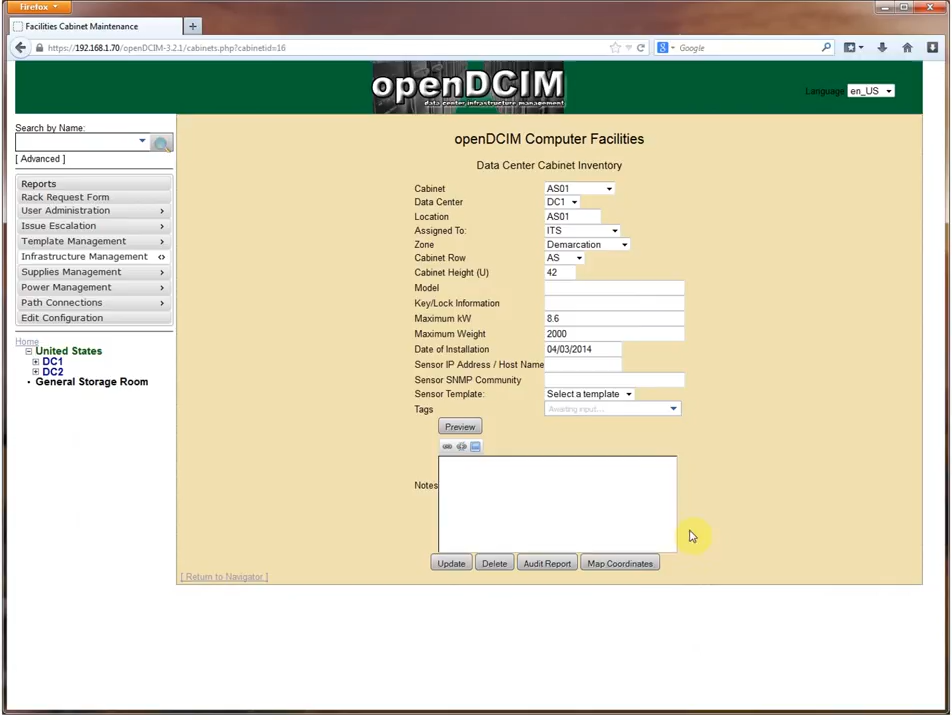 Firefox
Facilities Cabinet Maintenance
https://192.168.1.70/openDCIM-3.2.1/cabinets.php?cabinetid=16
Google
openDCIM
data center infrastructure management
Language en_US
Search by Name:
[ Advanced ]
Reports
Rack Request Form
User Administration
Issue Escalation
Template Management
Infrastructure Management
Supplies Management
Power Management
Path Connections
Edit Configuration
Home
United States
DC1
DC2
General Storage Room
openDCIM Computer Facilities
Data Center Cabinet Inventory
Cabinet AS01
Data Center DC1
Location AS01
Assigned To: ITS
Zone Demarcation
Cabinet Row AS
Cabinet Height (U) 42
Model
Key/Lock Information
Maximum kW 8.6
Maximum Weight 2000
Date of Installation 04/03/2014
Sensor IP Address / Host Name
Sensor SNMP Community
Sensor Template: Select a template
Tags Awaiting input...
Preview
Notes
Update Delete Audit Report Map Coordinates
[ Return to Navigator ]